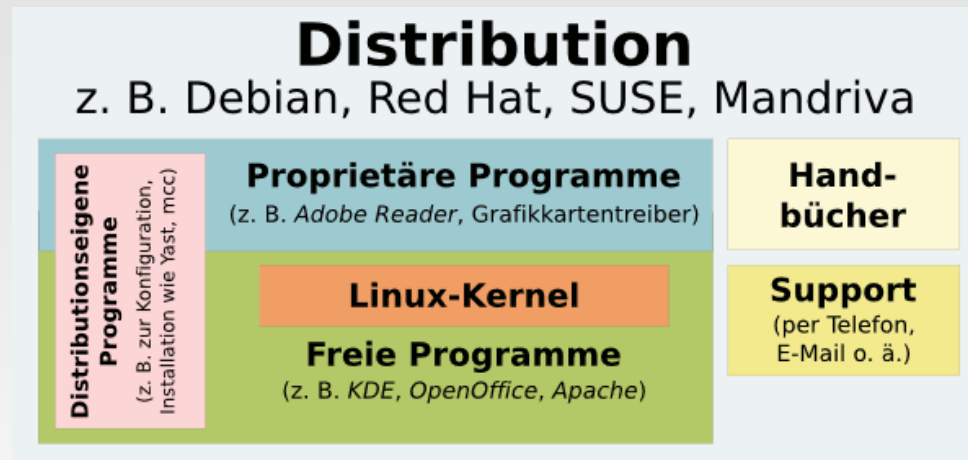 Distribution
z. B. Debian, Red Hat, SUSE, Mandriva
Distributionseigene
Programme
(z. B. zur Konfiguration,
Installation wie Yast, mcc)
Proprietäre Programme
(z. B. Adobe Reader, Grafikkartentreiber)
Linux-Kernel
Freie Programme
(z. B. KDE, OpenOffice, Apache)
Hand-
bücher
Support
(per Telefon,
E-Mail o. ä.)